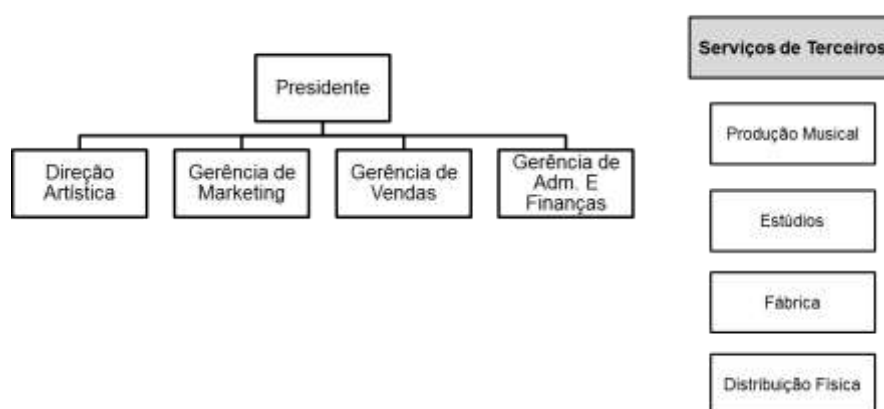 Serviços de Terceiros
Presidente
Direção
Artística
Gerência de
Marketing
Gerência de
Vendas
Gerência de
Adm. E
Finanças
Produção Musical
Estúdios
Fábrica
Distribuição Física